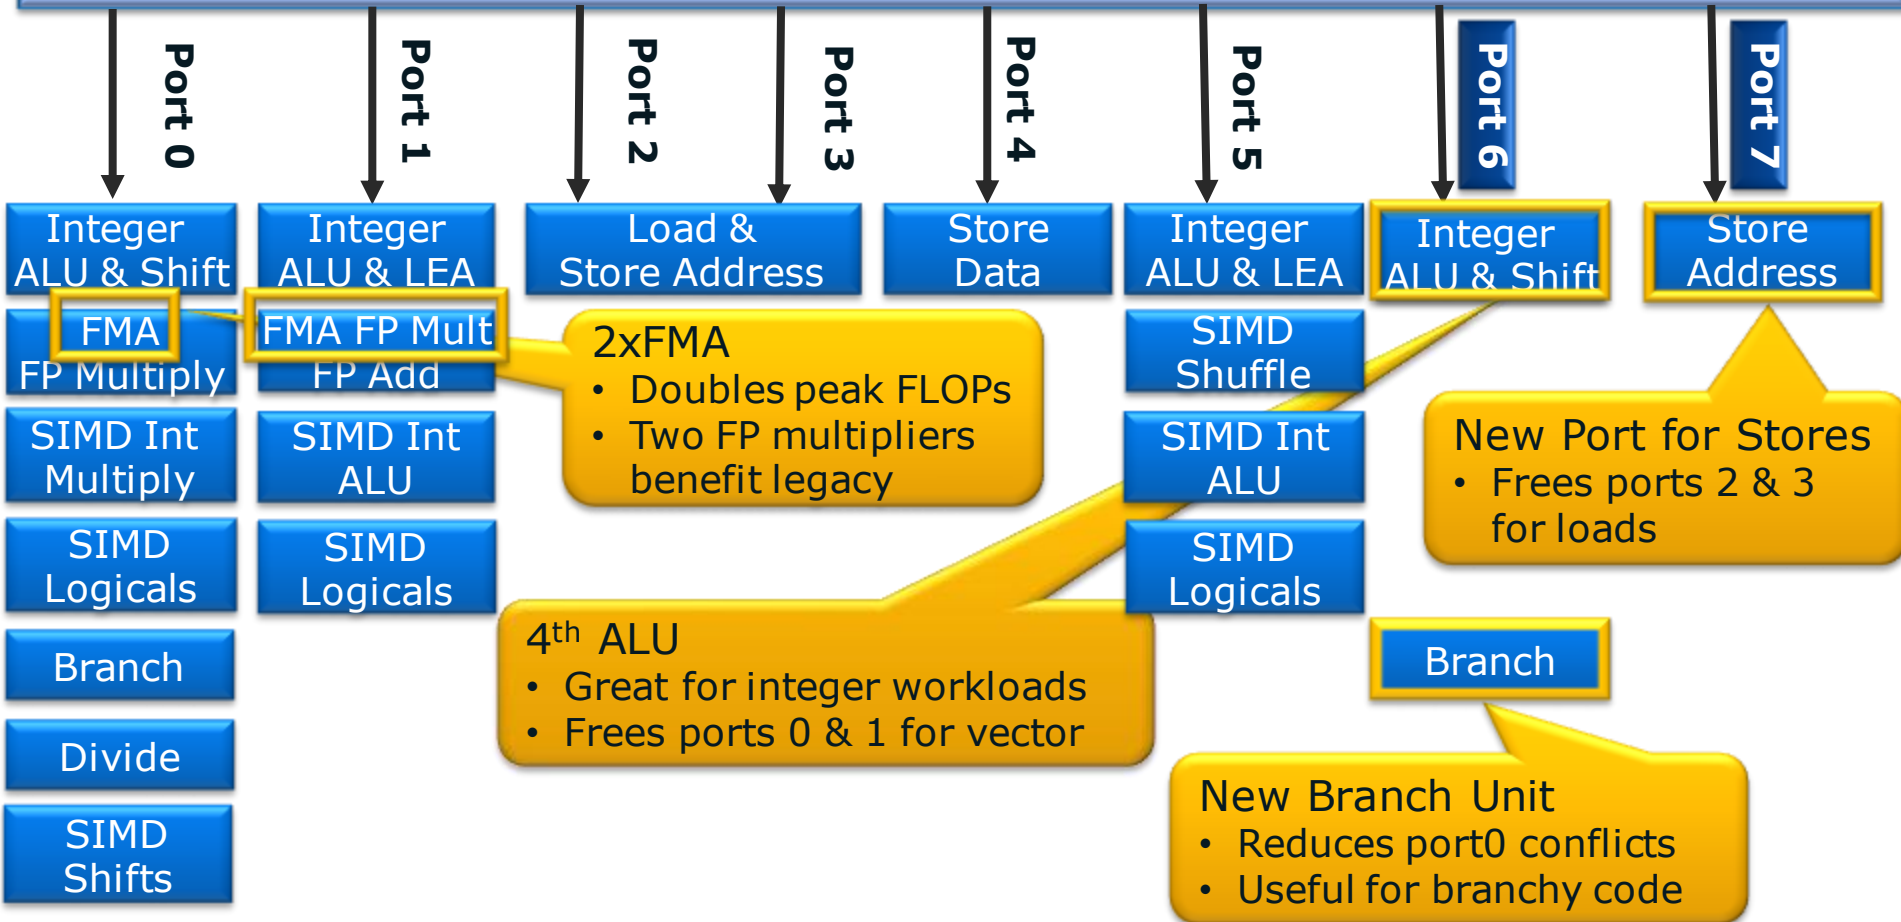 Port 0
Port 1
Port 2
Port 3
Port 4
Port 5
Port 6
Port 7
Integer
ALU & Shift
FMA
FP Multiply
SIMD Int
Multiply
SIMD
Logicals
Branch
Divide
SIMD
Shifts
Integer
ALU & LEA
FMA FP Mult
FP Add
SIMD Int
ALU
SIMD
Logicals
Load &
Store Address
Store
Data
Integer
ALU & LEA
SIMD
Shuffle
SIMD Int
ALU
SIMD
Logicals
Integer
ALU & Shift
Branch
Store
Address
2xFMA
• Doubles peak FLOPs
• Two FP multipliers
benefit legacy
4th ALU
• Great for integer workloads
• Frees ports 0 & 1 for vector
New Port for Stores
• Frees ports 2 & 3
for loads
New Branch Unit
• Reduces port0 conflicts
• Useful for branchy code